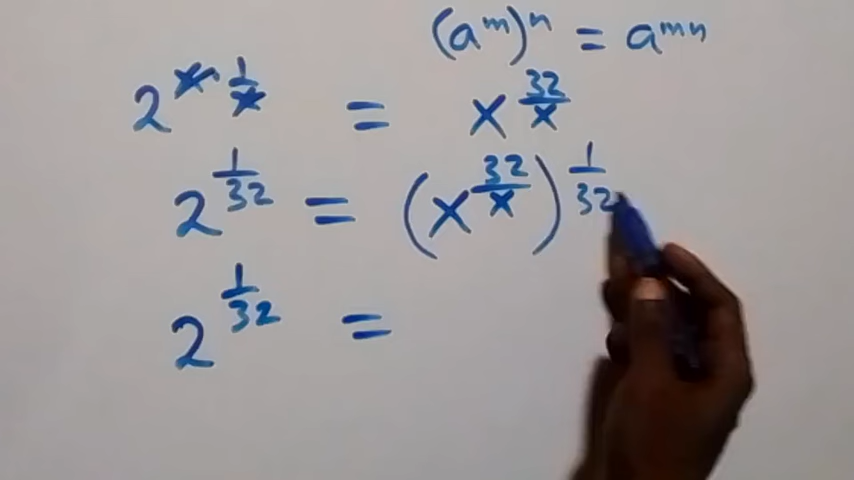 (a^m)^n = a^mn
2^x · 1/x = x^32/x
2^1/32 = (x^32/x)^1/32
2^1/32 =